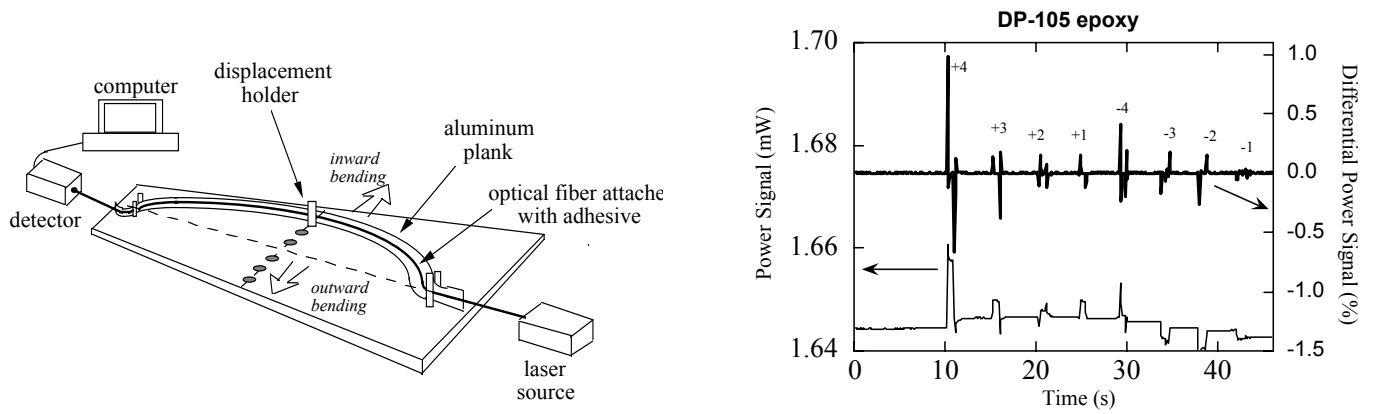 computer
displacement
holder
aluminum
plank
inward
bending
optical fiber attache
with adhesive
detector
outward
bending
laser
source
DP-105 epoxy
1.70
1.68
1.66
1.64
Power Signal (mW)
+4
+3
+2
+1
-4
-3
-2
-1
1.0
0.5
0.0
-0.5
-1.0
-1.5
Differential Power Signal (%)
0
10
20
30
40
Time (s)